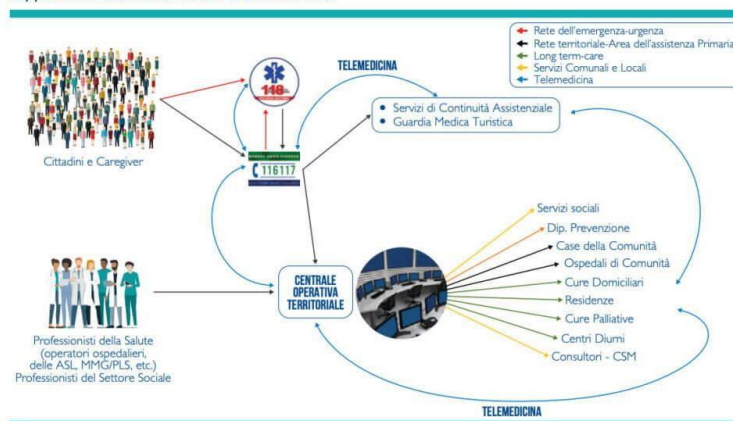 Rete dell'emergenza-urgenza
Rete territoriale-Area dell'assistenza Primaria
Long term-care
Servizi Comunali e Locali
Telemedicina
TELEMEDICINA
118
Servizi di Continuità Assistenziale
Guardia Medica Turistica
Cittadini e Caregiver
116117
Servizi sociali
Dip. Prevenzione
Case della Comunità
Ospedali di Comunità
Cure Domiciliari
Residenze
Cure Palliative
Centri Diurni
Consultori - CSM
CENTRALE
OPERATIVA
TERRITORIALE
Professionisti della Salute
(operatori ospedalieri,
delle ASL, MMG/PLS, etc.)
Professionisti del Settore Sociale
TELEMEDICINA